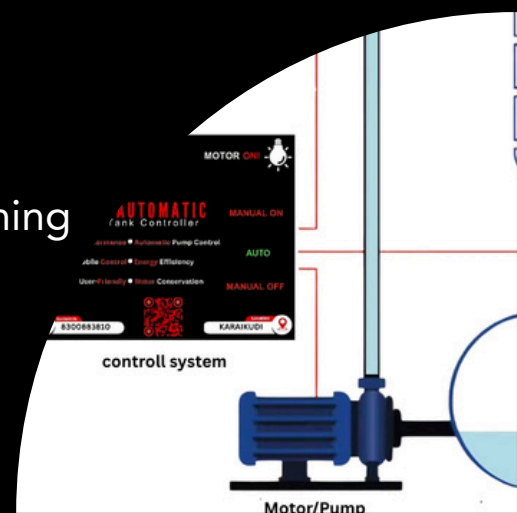 MOTOR ON!
AUTOMATIC
Tank Controller
MANUAL ON
Automatic Pump Control
AUTO
Control Energy Efficiency
User-Friendly Water Conservation
MANUAL OFF
8300883810
KARAIKUDI
controll system
Motor/Pump